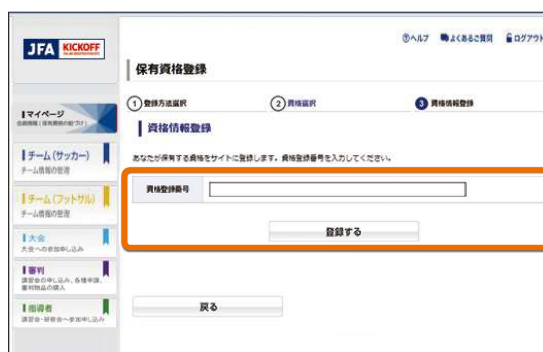 JFA KICKOFF
ヘルプ よくあるご質問 ログアウト
保有資格登録
1 登録方法選択 2 資格選択 3 資格情報登録
資格情報登録
あなたが保有する資格をサイトに登録します。資格登録番号を入力してください。
資格登録番号
登録する
戻る
マイページ
チーム(サッカー)
チーム情報の管理
チーム(フットサル)
チーム情報の管理
大会
大会への参加申し込み
審判
講習会の申し込み、各種申請、
審判物品の購入
指導者
講習会・研修会へ参加申し込み